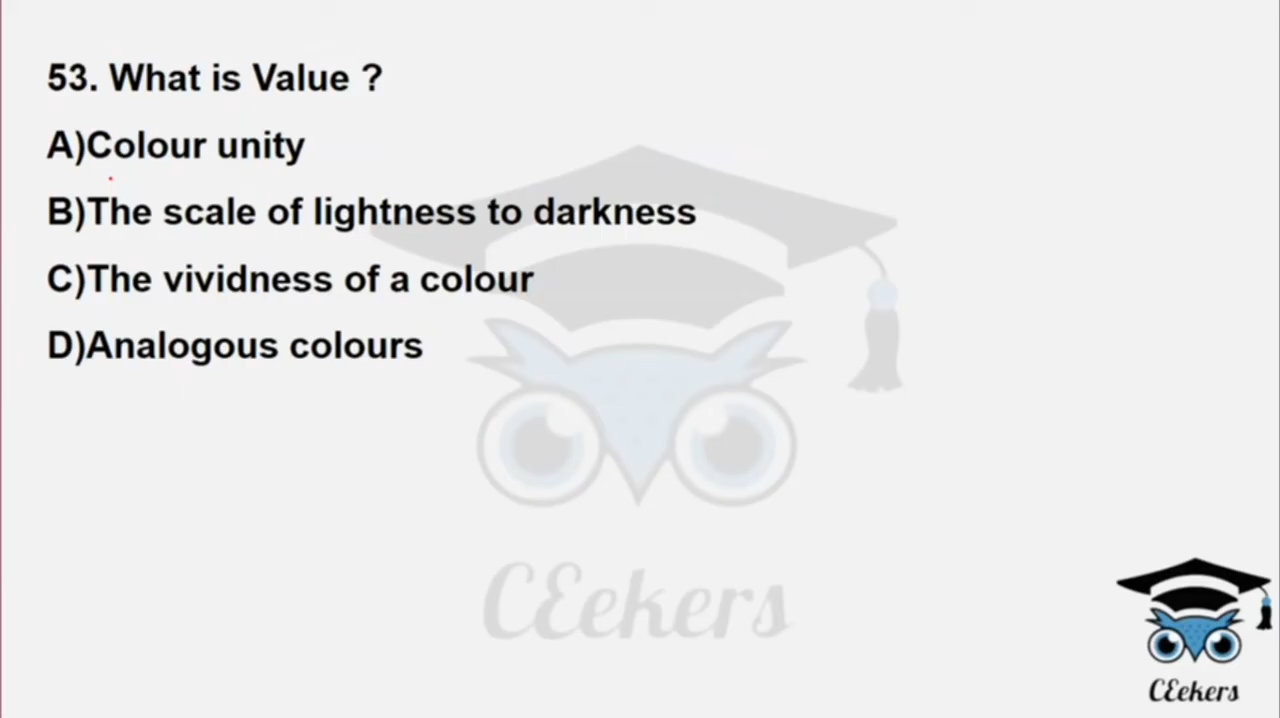 53. What is Value ?
A)Colour unity
B)The scale of lightness to darkness
C)The vividness of a colour
D)Analogous colours
CEekers
CEekers